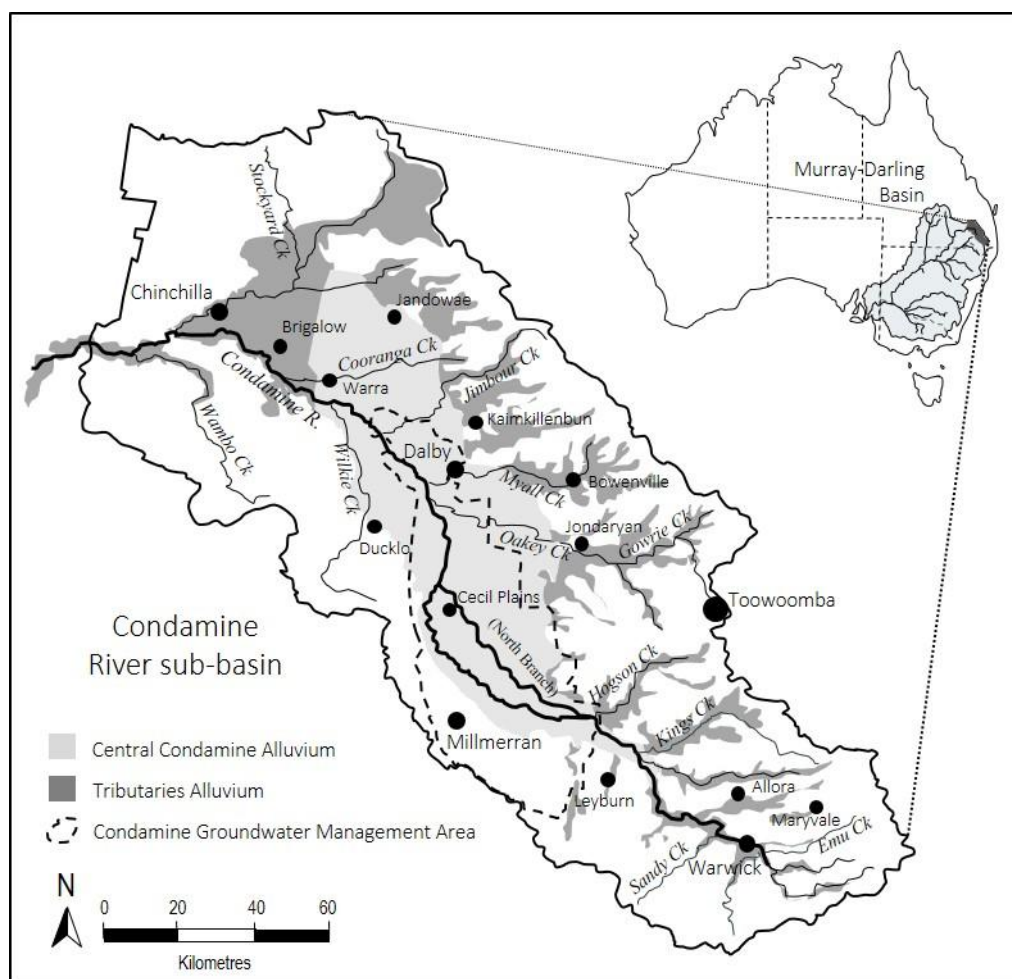 Murray-Darling
Basin
Stockyard Ck
Chinchilla
Jandowae
Brigalow
Cooranga Ck
Jimbour Ck
Condamine R.
Warra
Wambo Ck
Kaimkillenbun
Wilkie Ck
Dalby
Myall Ck
Bowenville
Ducklo
Oakey Ck
Jondaryan
Gowrie Ck
Cecil Plains
Toowoomba
(North Branch)
Condamine
River sub-basin
Hogson Ck
Kings Ck
Millmerran
Central Condamine Alluvium
Tributaries Alluvium
Condamine Groundwater Management Area
Leyburn
Allora
Maryvale
Emu Ck
Sandy Ck
Warwick
N
0 20 40 60
Kilometres